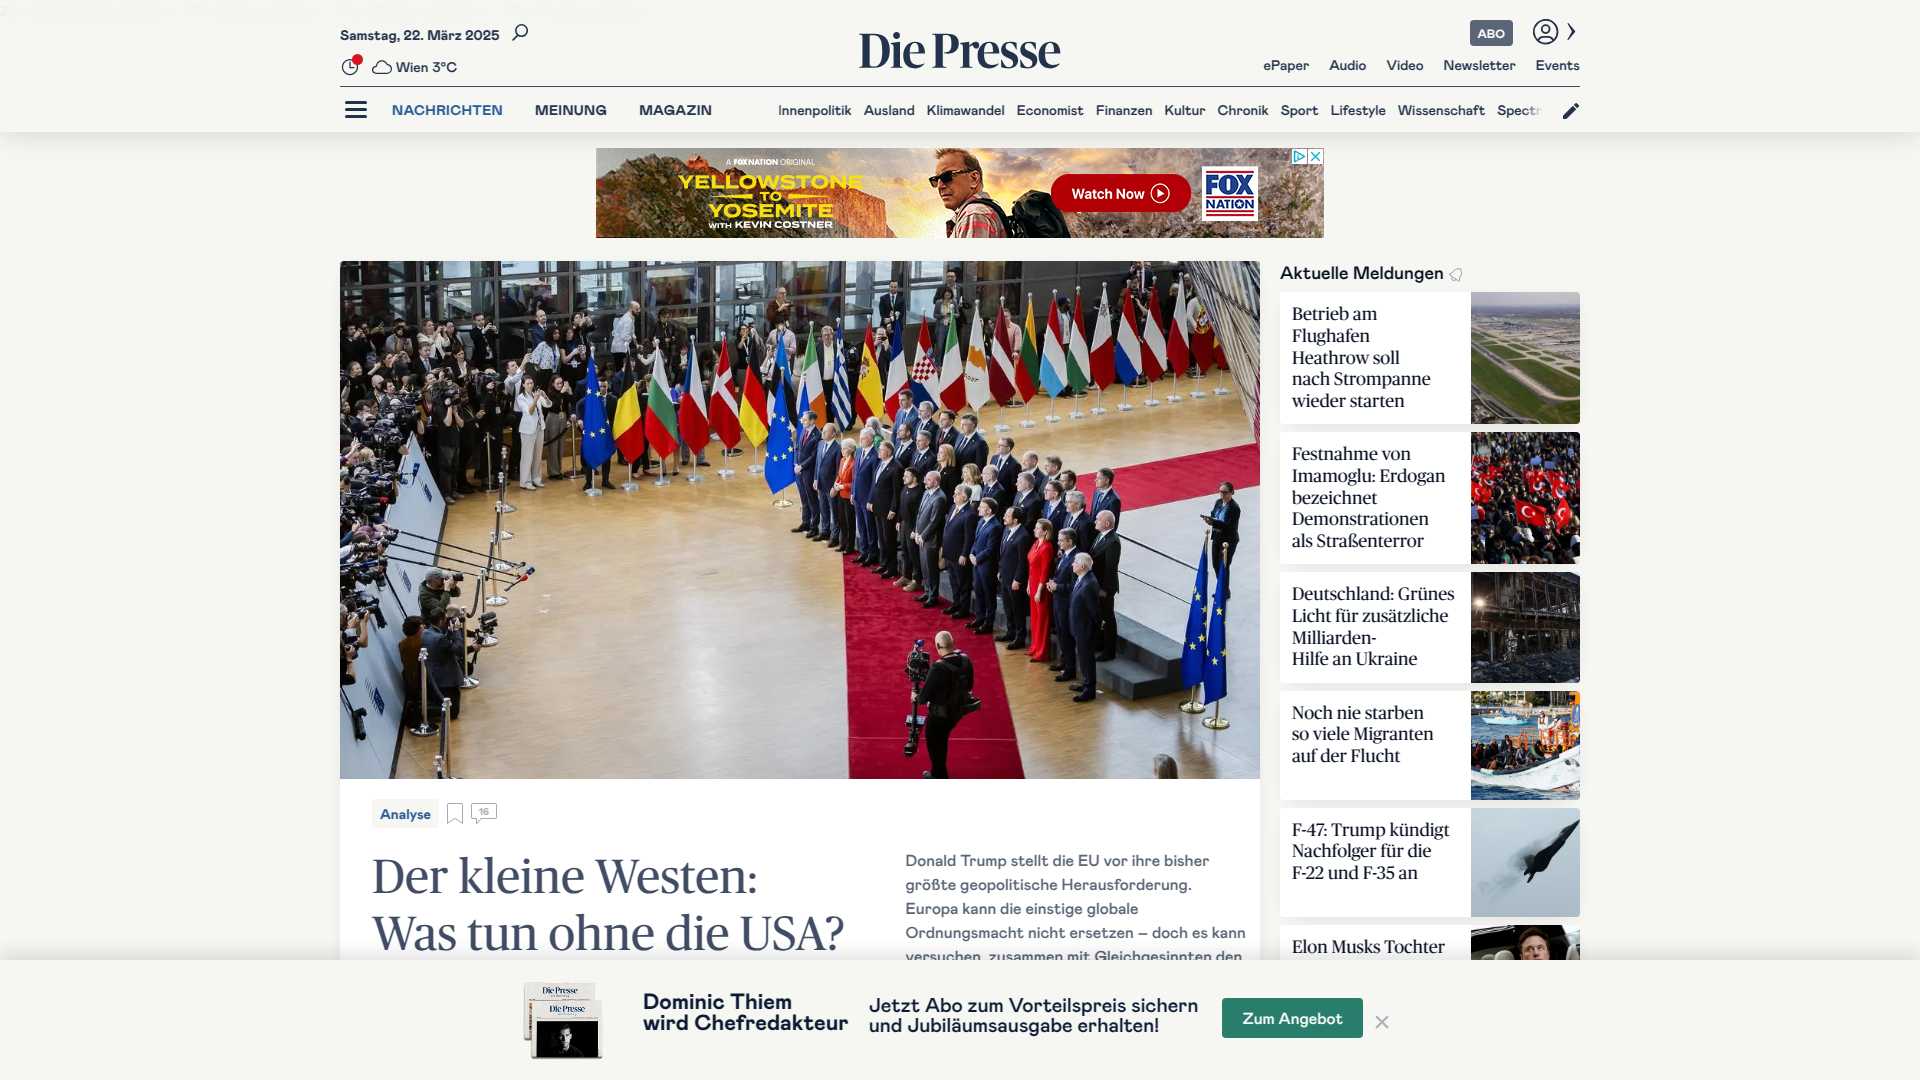 Samstag, 22. März 2025
Wien 3°C
Die Presse
ABO
ePaper Audio Video Newsletter Events
NACHRICHTEN MEINUNG MAGAZIN
Innenpolitik Ausland Klimawandel Economist Finanzen Kultur Chronik Sport Lifestyle Wissenschaft Spectr
A FOX NATION ORIGINAL
YELLOWSTONE
TO
YOSEMITE
WITH KEVIN COSTNER
Watch Now
FOX
NATION
Aktuelle Meldungen
Betrieb am
Flughafen
Heathrow soll
nach Strompanne
wieder starten
Festnahme von
Imamoglu: Erdogan
bezeichnet
Demonstrationen
als Straßenterror
Deutschland: Grünes
Licht für zusätzliche
Milliarden-
Hilfe an Ukraine
Noch nie starben
so viele Migranten
auf der Flucht
F-47: Trump kündigt
Nachfolger für die
F-22 und F-35 an
Elon Musks Tochter
Analyse
16
Der kleine Westen:
Was tun ohne die USA?
Donald Trump stellt die EU vor ihre bisher
größte geopolitische Herausforderung.
Europa kann die einstige globale
Ordnungsmacht nicht ersetzen – doch es kann
versuchen, zusammen mit Gleichgesinnten den
Die Presse
Die Presse
Dominic Thiem
wird Chefredakteur
Jetzt Abo zum Vorteilspreis sichern
und Jubiläumsausgabe erhalten!
Zum Angebot